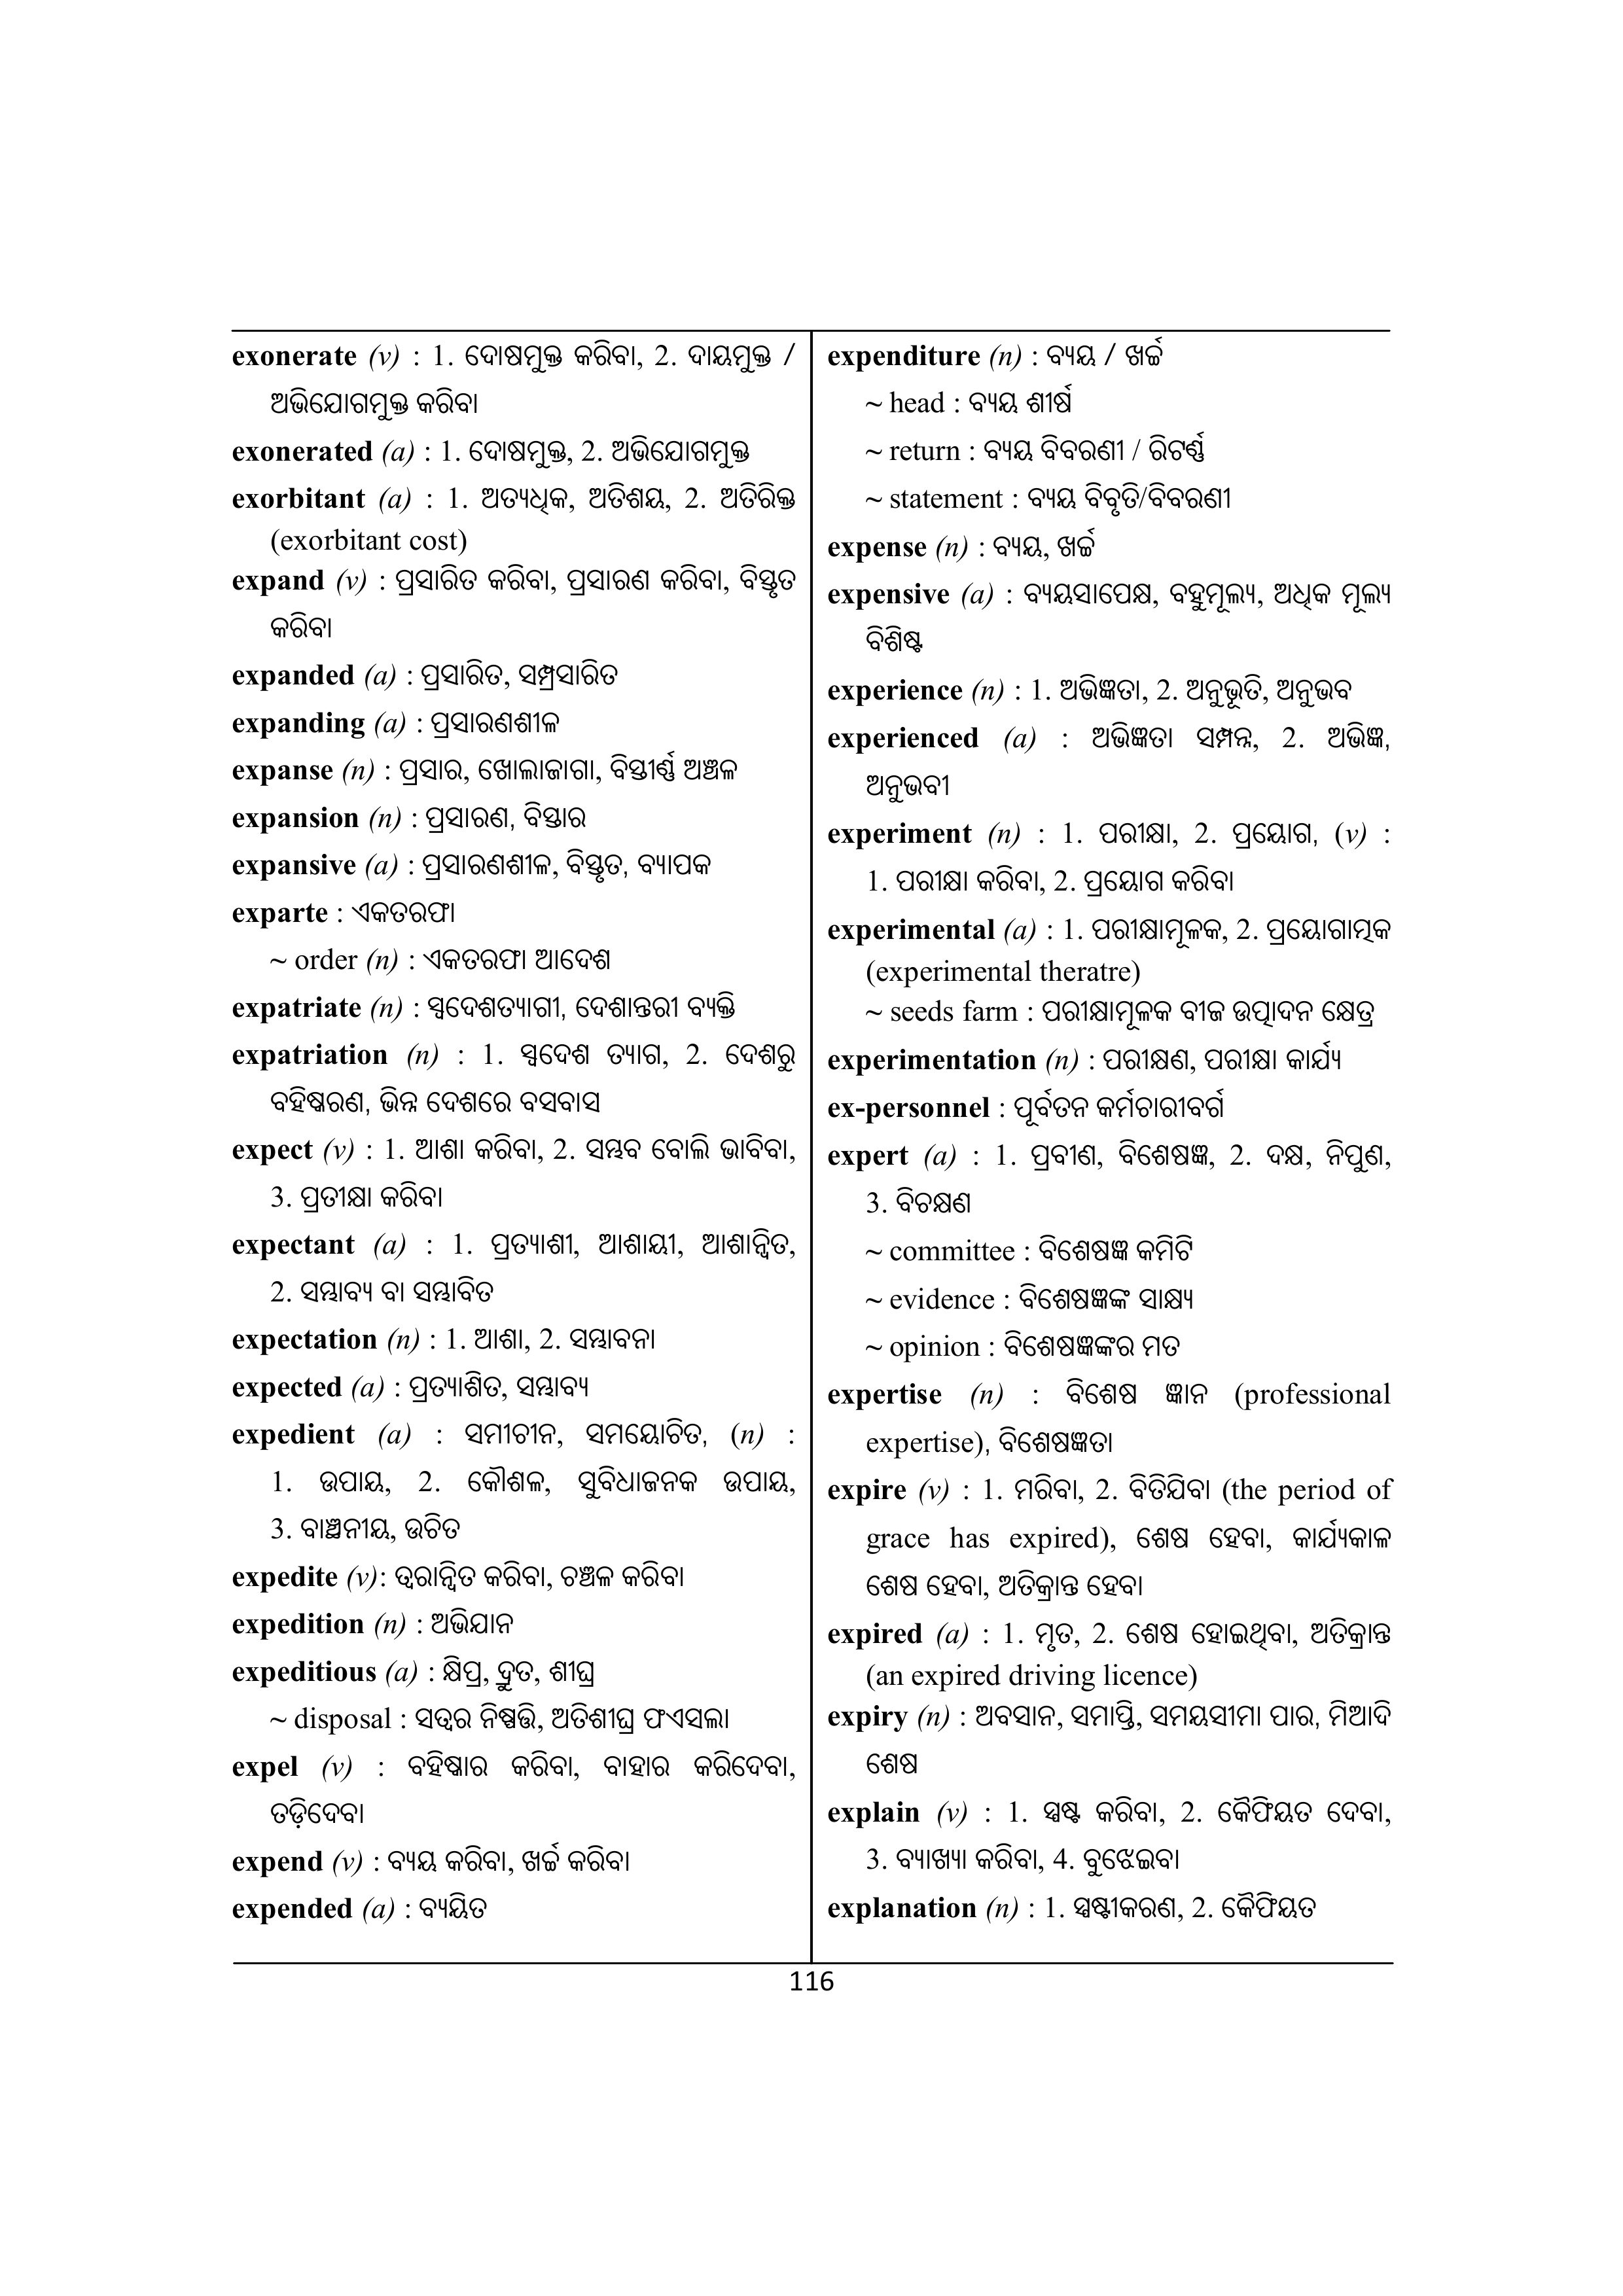 exonerate (v) : 1. ଦୋଷମୁକ୍ତ କରିବା, 2. ଦାୟମୁକ୍ତ /
ଅଭିଯୋଗମୁକ୍ତ କରିବା
exonerated (a) : 1. ଦୋଷମୁକ୍ତ, 2. ଅଭିଯୋଗମୁକ୍ତ
exorbitant (a) : 1. ଅତ୍ୟଧିକ, ଅତିଶୟ, 2. ଅତିରିକ୍ତ
(exorbitant cost)
expand (v) : ପ୍ରସାରିତ କରିବା, ପ୍ରସାରଣ କରିବା, ବିସ୍ତୃତ
କରିବା
expanded (a) : ପ୍ରସାରିତ, ସମ୍ପ୍ରସାରିତ
expanding (a) : ପ୍ରସାରଣଶୀଳ
expanse (n) : ପ୍ରସାର, ଖୋଲାଜାଗା, ବିସ୍ତୀର୍ଣ୍ଣ ଅଞ୍ଚଳ
expansion (n) : ପ୍ରସାରଣ, ବିସ୍ତାର
expansive (a) : ପ୍ରସାରଣଶୀଳ, ବିସ୍ତୃତ, ବ୍ୟାପକ
exparte : ଏକତରଫା
~ order (n) : ଏକତରଫା ଆଦେଶ
expatriate (n) : ସ୍ୱଦେଶତ୍ୟାଗୀ, ଦେଶାନ୍ତରୀ ବ୍ୟକ୍ତି
expatriation (n) : 1. ସ୍ୱଦେଶ ତ୍ୟାଗ, 2. ଦେଶରୁ
ବହିଷ୍କରଣ, ଭିନ୍ନ ଦେଶରେ ବସବାସ
expect (v) : 1. ଆଶା କରିବା, 2. ସମ୍ଭବ ବୋଲି ଭାବିବା,
3. ପ୍ରତୀକ୍ଷା କରିବା
expectant (a) : 1. ପ୍ରତ୍ୟାଶୀ, ଆଶାୟୀ, ଆଶାନ୍ୱିତ,
2. ସମ୍ଭାବ୍ୟ ବା ସମ୍ଭାବିତ
expectation (n) : 1. ଆଶା, 2. ସମ୍ଭାବନା
expected (a) : ପ୍ରତ୍ୟାଶିତ, ସମ୍ଭାବ୍ୟ
expedient (a) : ସମୀଚୀନ, ସମୟୋଚିତ, (n) :
1. ଉପାୟ, 2. କୌଶଳ, ସୁବିଧାଜନକ ଉପାୟ,
3. ବାଞ୍ଛନୀୟ, ଉଚିତ
expedite (v): ତ୍ୱରାନ୍ୱିତ କରିବା, ଚଞ୍ଚଳ କରିବା
expedition (n) : ଅଭିଯାନ
expeditious (a) : କ୍ଷିପ୍ର, ଦ୍ରୁତ, ଶୀଘ୍ର
~ disposal : ସତ୍ୱର ନିଷ୍ପତ୍ତି, ଅତିଶୀଘ୍ର ଫଏସଲା
expel (v) : ବହିଷ୍କାର କରିବା, ବାହାର କରିଦେବା,
ତଡ଼ିଦେବା
expend (v) : ବ୍ୟୟ କରିବା, ଖର୍ଚ୍ଚ କରିବା
expended (a) : ବ୍ୟୟିତ
expenditure (n) : ବ୍ୟୟ / ଖର୍ଚ୍ଚ
~ head : ବ୍ୟୟ ଶୀର୍ଷ
~ return : ବ୍ୟୟ ବିବରଣୀ / ରିଟର୍ଣ୍ଣ
~ statement : ବ୍ୟୟ ବିବୃତି/ବିବରଣୀ
expense (n) : ବ୍ୟୟ, ଖର୍ଚ୍ଚ
expensive (a) : ବ୍ୟୟସାପେକ୍ଷ, ବହୁମୂଲ୍ୟ, ଅଧିକ ମୂଲ୍ୟ
ବିଶିଷ୍ଟ
experience (n) : 1. ଅଭିଜ୍ଞତା, 2. ଅନୁଭୂତି, ଅନୁଭବ
experienced (a) : ଅଭିଜ୍ଞତା ସମ୍ପନ୍ନ, 2. ଅଭିଜ୍ଞ,
ଅନୁଭବୀ
experiment (n) : 1. ପରୀକ୍ଷା, 2. ପ୍ରୟୋଗ, (v) :
1. ପରୀକ୍ଷା କରିବା, 2. ପ୍ରୟୋଗ କରିବା
experimental (a) : 1. ପରୀକ୍ଷାମୂଳକ, 2. ପ୍ରୟୋଗାତ୍ମକ
(experimental theratre)
~ seeds farm : ପରୀକ୍ଷାମୂଳକ ବୀଜ ଉତ୍ପାଦନ କ୍ଷେତ୍ର
experimentation (n) : ପରୀକ୍ଷଣ, ପରୀକ୍ଷା କାର୍ଯ୍ୟ
ex-personnel : ପୂର୍ବତନ କର୍ମଚାରୀବର୍ଗ
expert (a) : 1. ପ୍ରବୀଣ, ବିଶେଷଜ୍ଞ, 2. ଦକ୍ଷ, ନିପୁଣ,
3. ବିଚକ୍ଷଣ
~ committee : ବିଶେଷଜ୍ଞ କମିଟି
~ evidence : ବିଶେଷଜ୍ଞଙ୍କ ସାକ୍ଷ୍ୟ
~ opinion : ବିଶେଷଜ୍ଞଙ୍କର ମତ
expertise (n) : ବିଶେଷ ଜ୍ଞାନ (professional
expertise), ବିଶେଷଜ୍ଞତା
expire (v) : 1. ମରିବା, 2. ବିତିଯିବା (the period of
grace has expired), ଶେଷ ହେବା, କାର୍ଯ୍ୟକାଳ
ଶେଷ ହେବା, ଅତିକ୍ରାନ୍ତ ହେବା
expired (a) : 1. ମୃତ, 2. ଶେଷ ହୋଇଥିବା, ଅତିକ୍ରାନ୍ତ
(an expired driving licence)
expiry (n) : ଅବସାନ, ସମାପ୍ତି, ସମୟସୀମା ପାର, ମିଆଦି
ଶେଷ
explain (v) : 1. ସ୍ପଷ୍ଟ କରିବା, 2. କୈଫିୟତ ଦେବା,
3. ବ୍ୟାଖ୍ୟା କରିବା, 4. ବୁଝେଇବା
explanation (n) : 1. ସ୍ପଷ୍ଟୀକରଣ, 2. କୈଫିୟତ
116